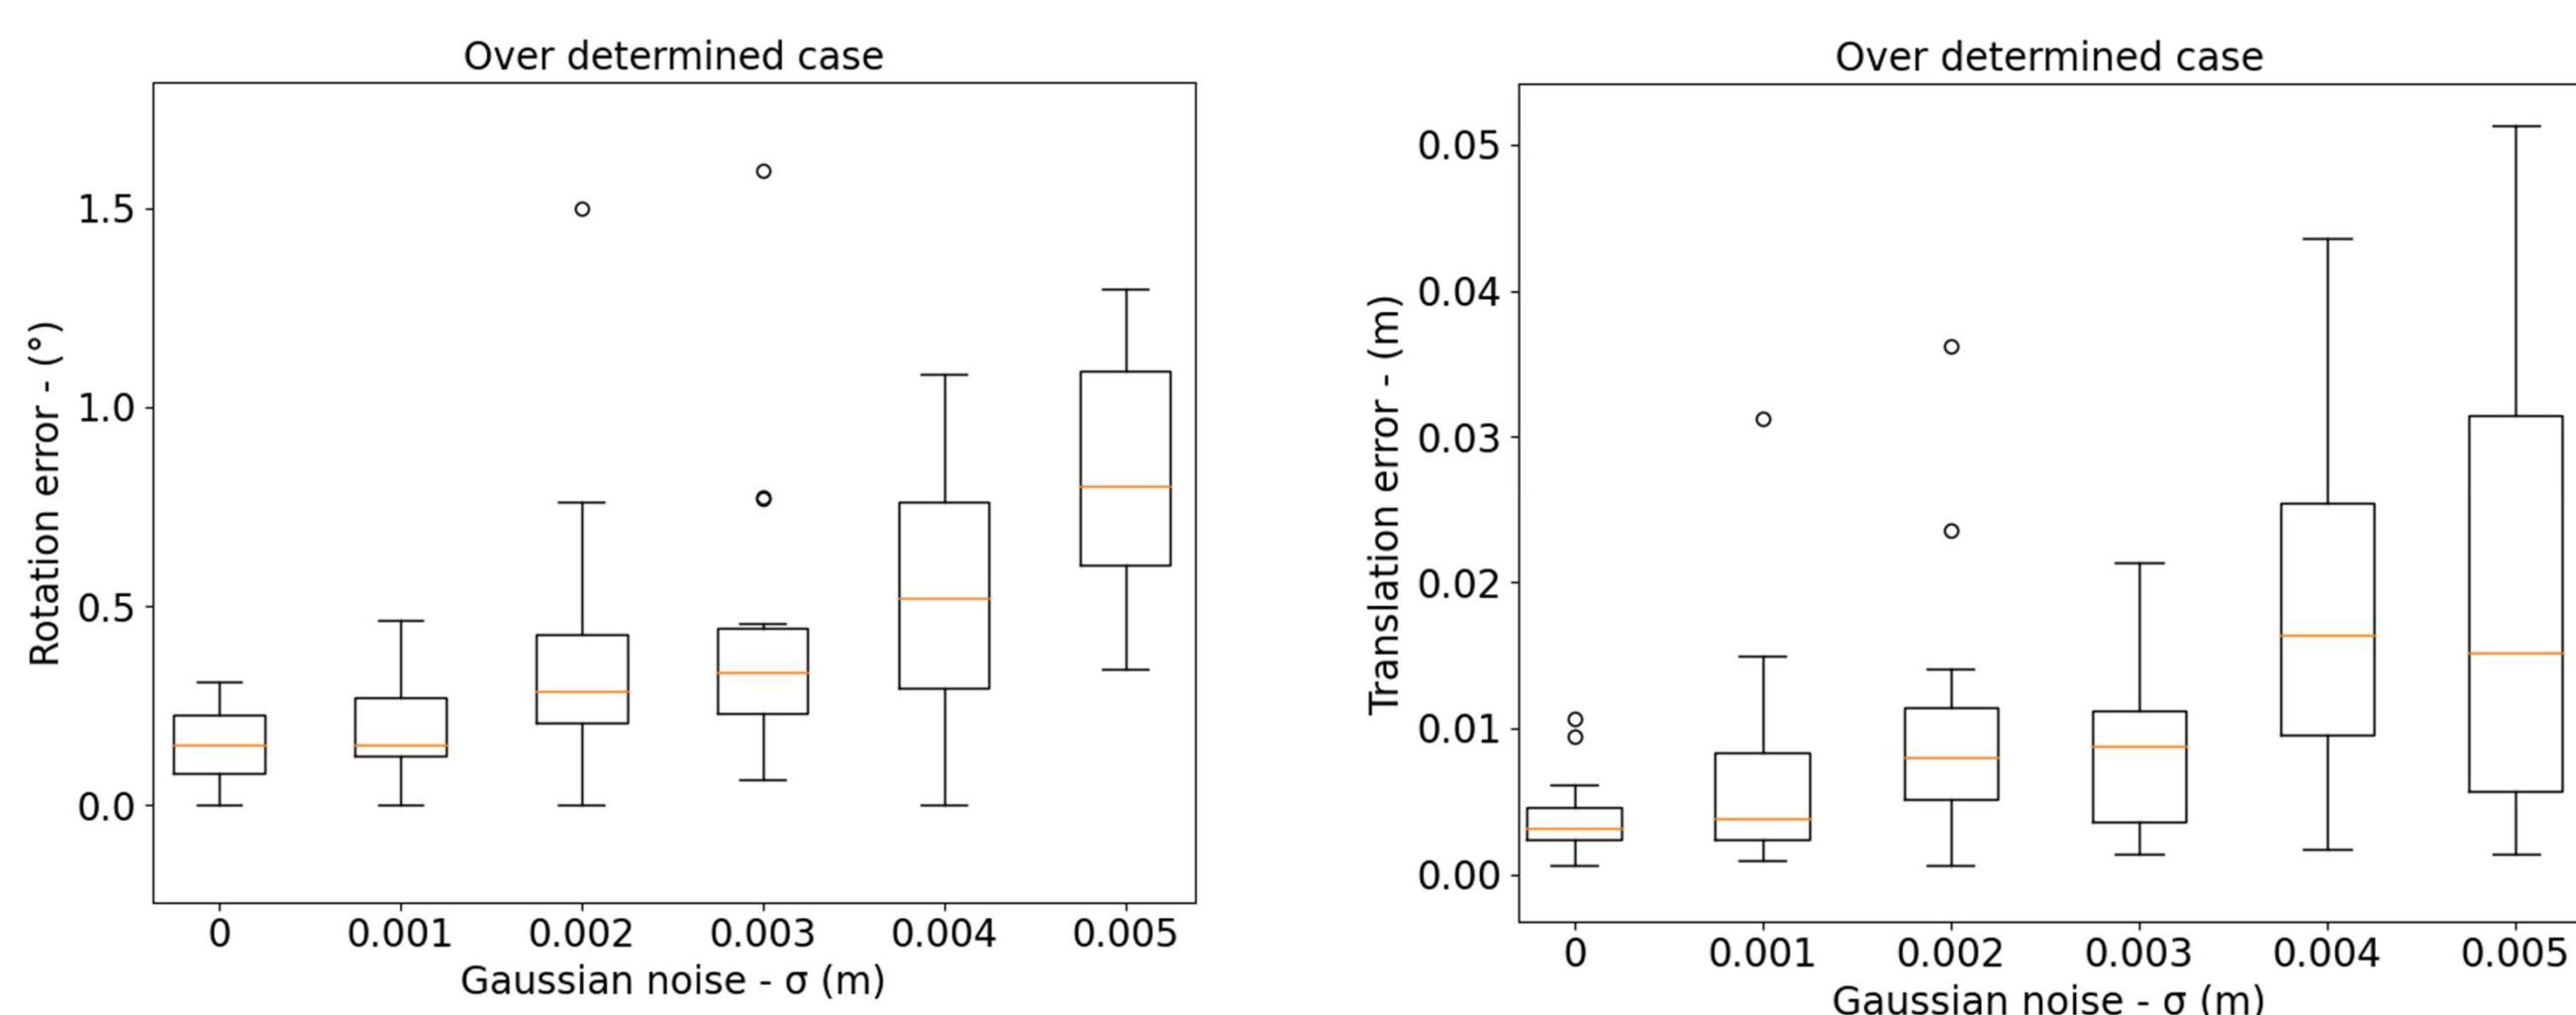 Over determined case
Rotation error - (°)
1.5
1.0
0.5
0.0
0 0.001 0.002 0.003 0.004 0.005
Gaussian noise - σ (m)
Over determined case
Translation error - (m)
0.05
0.04
0.03
0.02
0.01
0.00
0 0.001 0.002 0.003 0.004 0.005
Gaussian noise - σ (m)